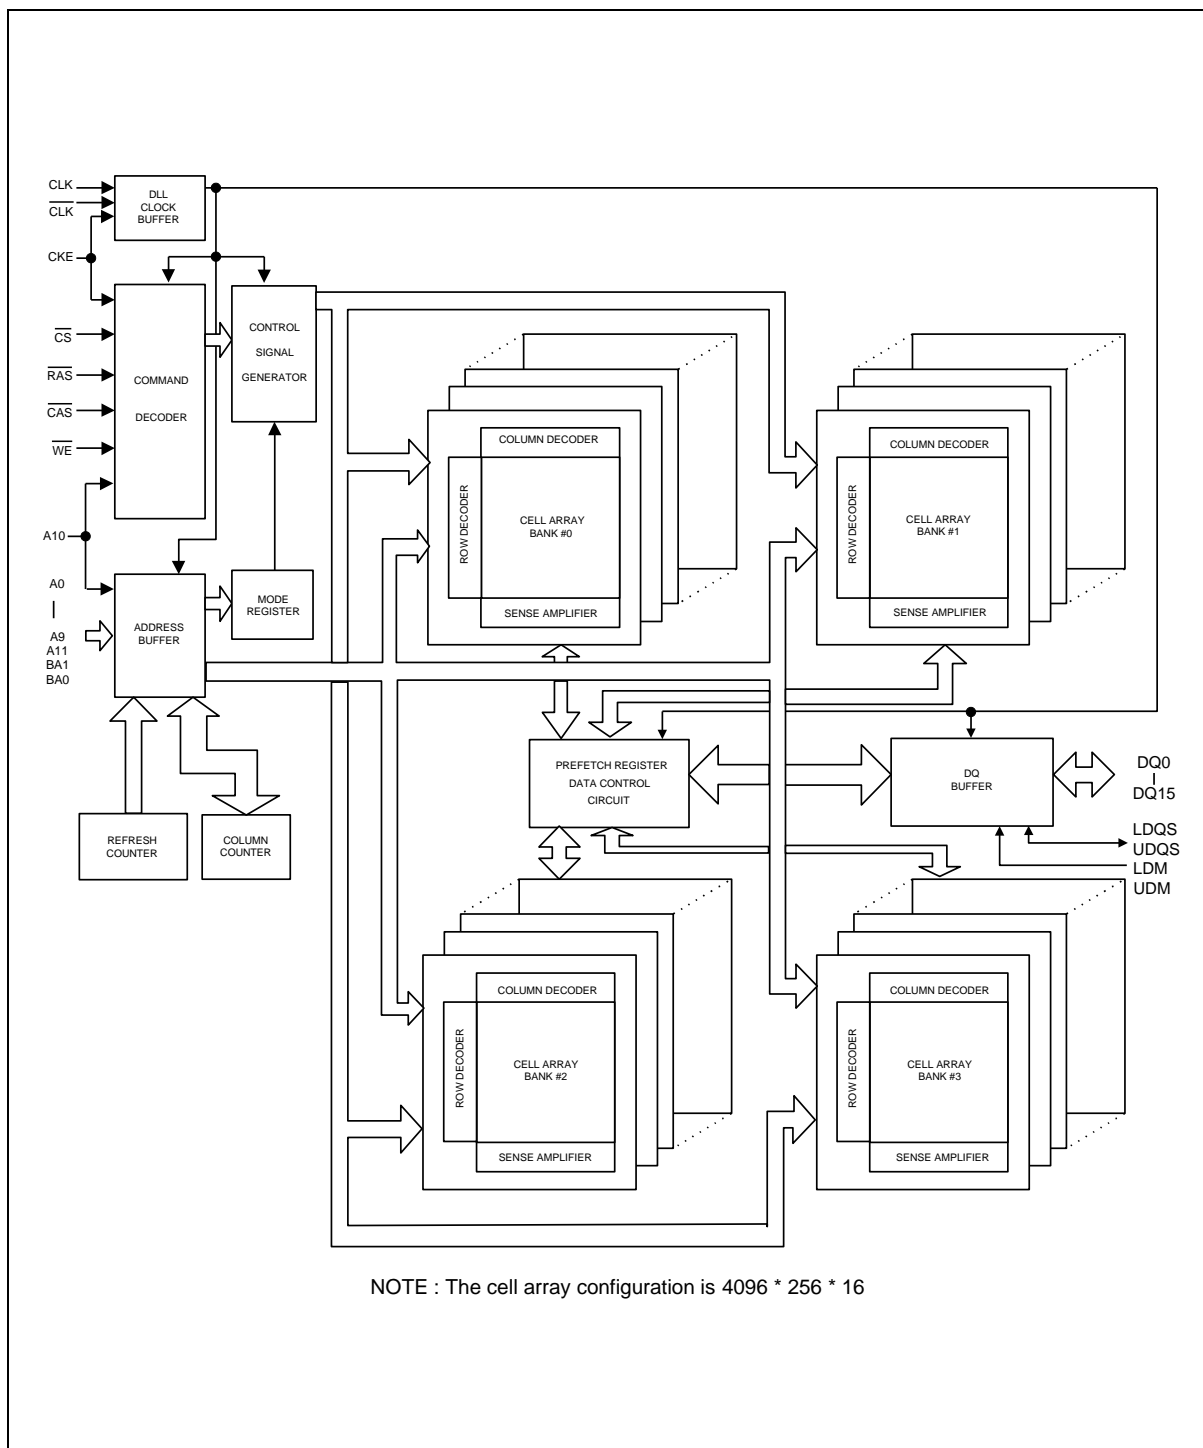 CLK
CLK
CKE
CS
RAS
CAS
WE
A10
A0
A9
A11
BA1
BA0
DLL
CLOCK
BUFFER
COMMAND
DECODER
CONTROL
SIGNAL
GENERATOR
ADDRESS
BUFFER
MODE
REGISTER
REFRESH
COUNTER
COLUMN
COUNTER
COLUMN DECODER
ROW DECODER
CELL ARRAY
BANK #0
SENSE AMPLIFIER
COLUMN DECODER
ROW DECODER
CELL ARRAY
BANK #1
SENSE AMPLIFIER
PREFETCH REGISTER
DATA CONTROL
CIRCUIT
DQ
BUFFER
DQ0
DQ15
LDQS
UDQS
LDM
UDM
COLUMN DECODER
ROW DECODER
CELL ARRAY
BANK #2
SENSE AMPLIFIER
COLUMN DECODER
ROW DECODER
CELL ARRAY
BANK #3
SENSE AMPLIFIER
NOTE : The cell array configuration is 4096 * 256 * 16